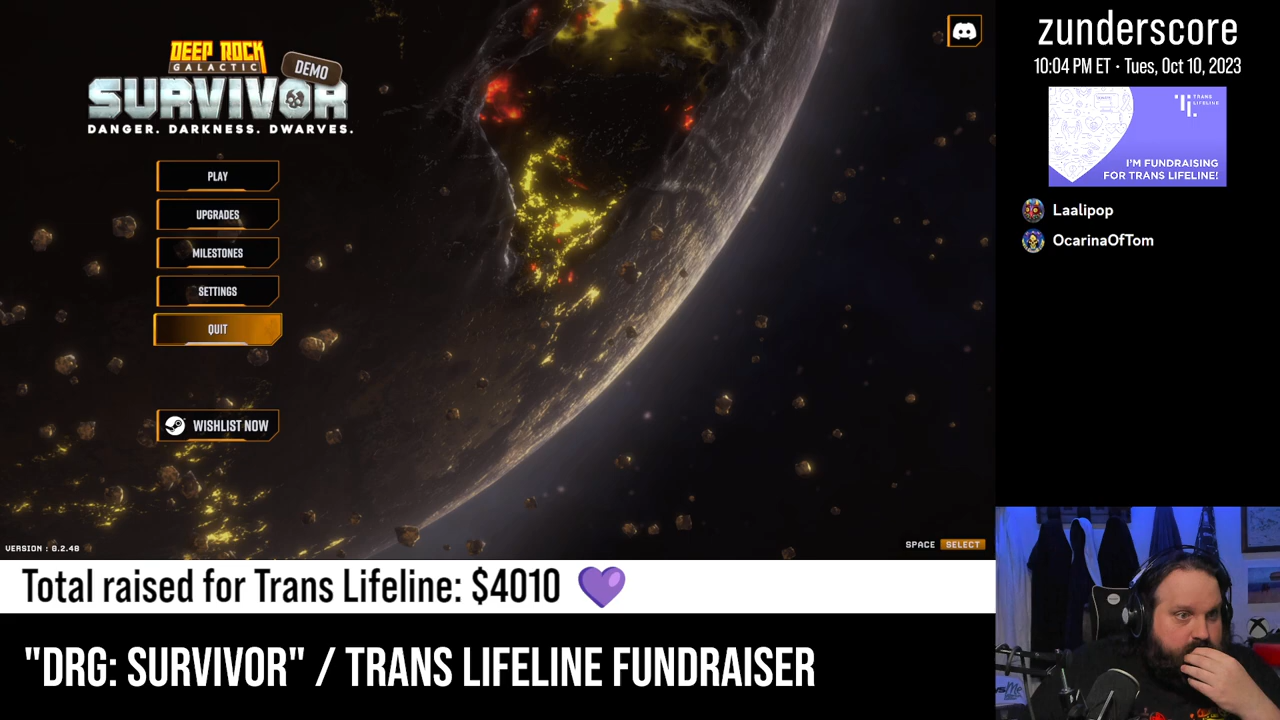 DEEP ROCK
GALACTIC
DEMO
SURVIVOR
DANGER. DARKNESS. DWARVES.
PLAY
UPGRADES
MILESTONES
SETTINGS
QUIT
WISHLIST NOW
VERSION : 0.2.48
SPACE SELECT
zunderscore
10:04 PM ET · Tues, Oct 10, 2023
TRANS
LIFELINE
I'M FUNDRAISING
FOR TRANS LIFELINE!
Laalipop
OcarinaOfTom
Total raised for Trans Lifeline: $4010
"DRG: SURVIVOR" / TRANS LIFELINE FUNDRAISER